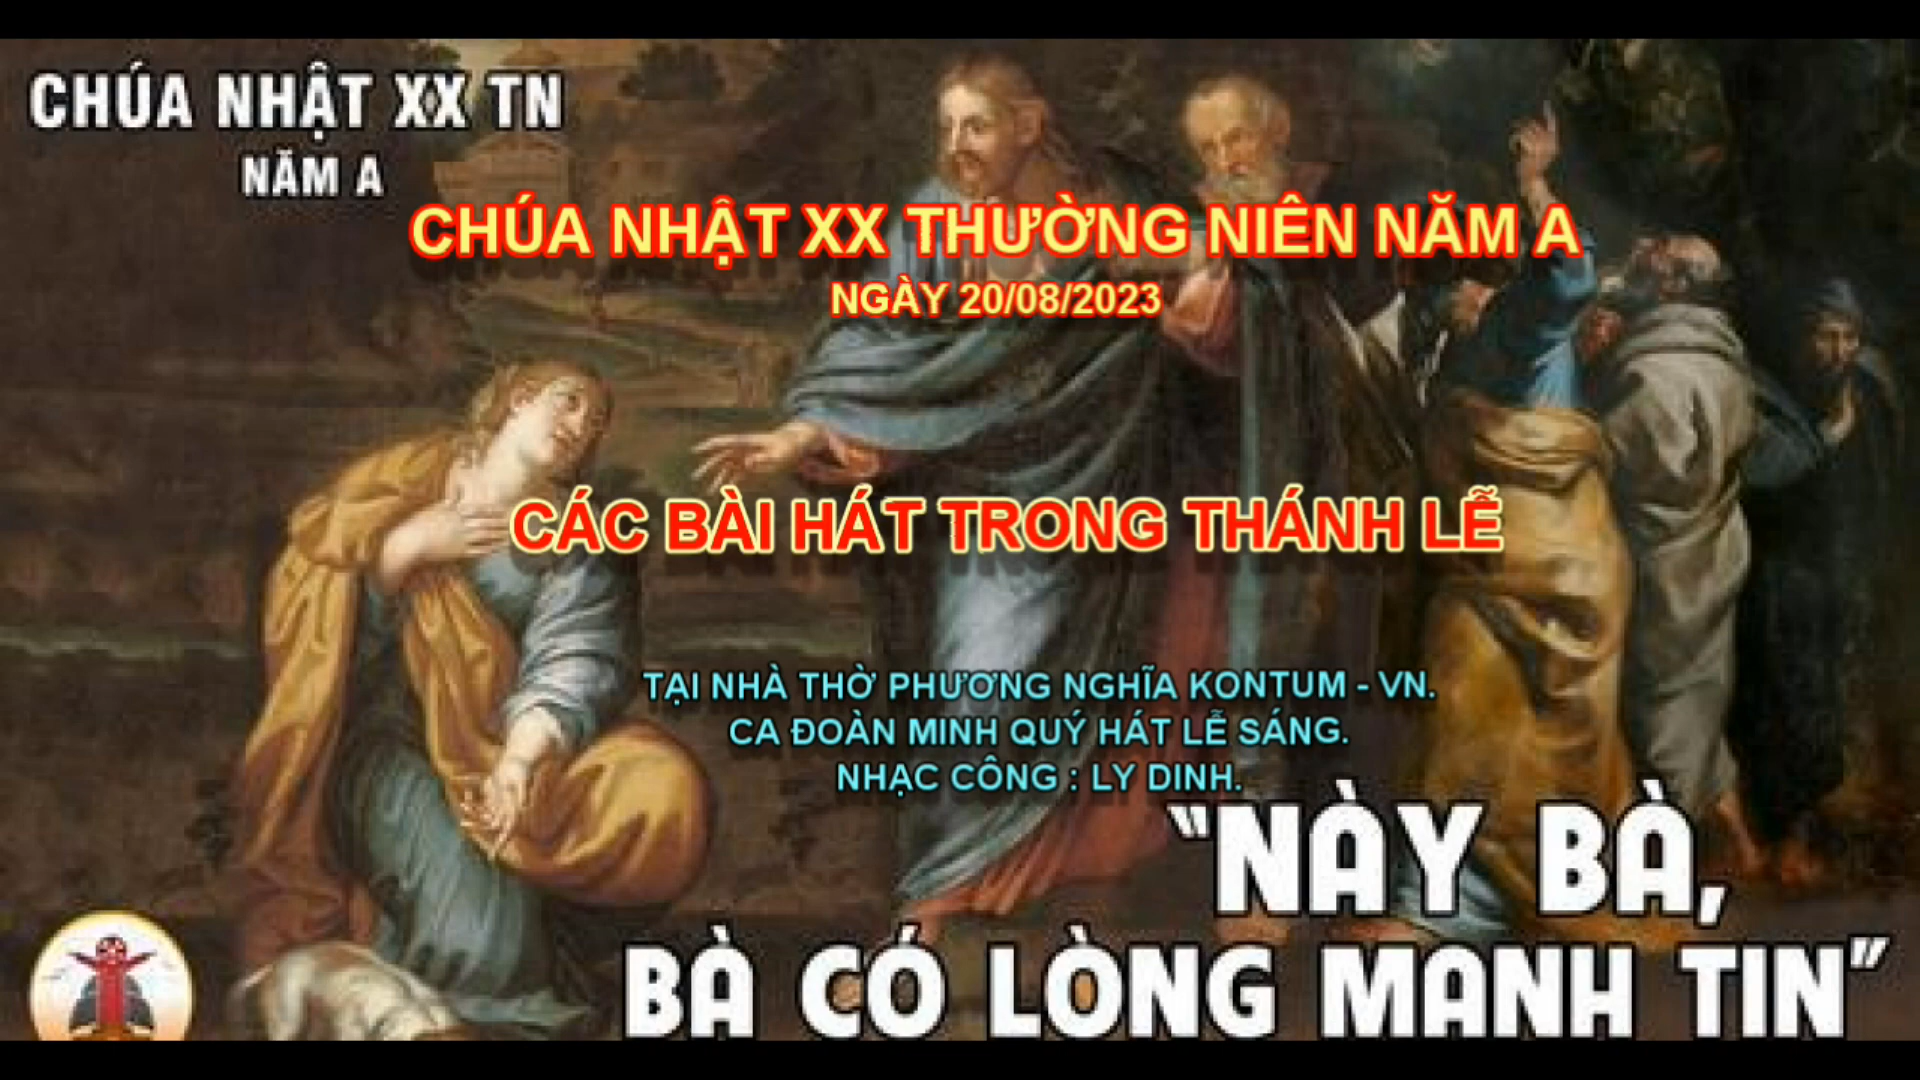 CHÚA NHẬT XX TN
NĂM A
CHÚA NHẬT XX THƯỜNG NIÊN NĂM A
NGÀY 20/08/2023
CÁC BÀI HÁT TRONG THÁNH LỄ
TẠI NHÀ THỜ PHƯƠNG NGHĨA KONTUM - VN.
CA ĐOÀN MINH QUÝ HÁT LỄ SÁNG.
NHẠC CÔNG : LY DINH.
“NÀY BÀ,
BÀ CÓ LÒNG MANH TIN”